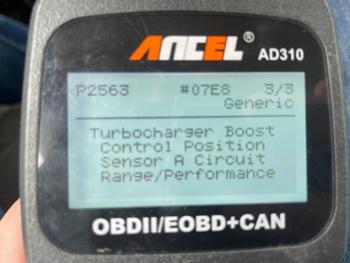 ANCEL® AD310
P2563 #07E8 3/3
Generic
Turbocharger Boost
Control Position
Sensor A Circuit
Range/Performance
OBDII/EOBD+CAN